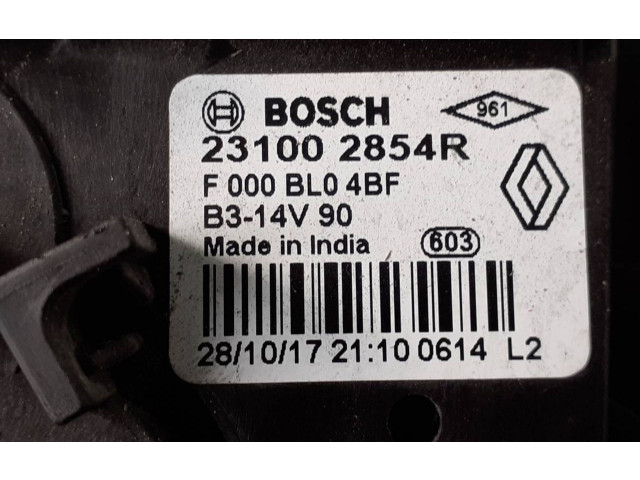 BOSCH 961
23100 2854R
F 000 BL0 4BF
B3-14V 90
Made in India 603
28/10/17 21:10 0614 L2